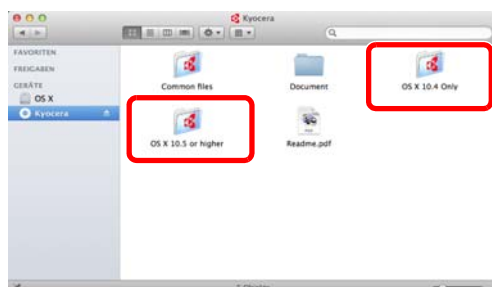 Kyocera
FAVORITEN
FREIGABEN
GERÄTE
OS X
Kyocera
Common files
Document
OS X 10.4 Only
OS X 10.5 or higher
Readme.pdf